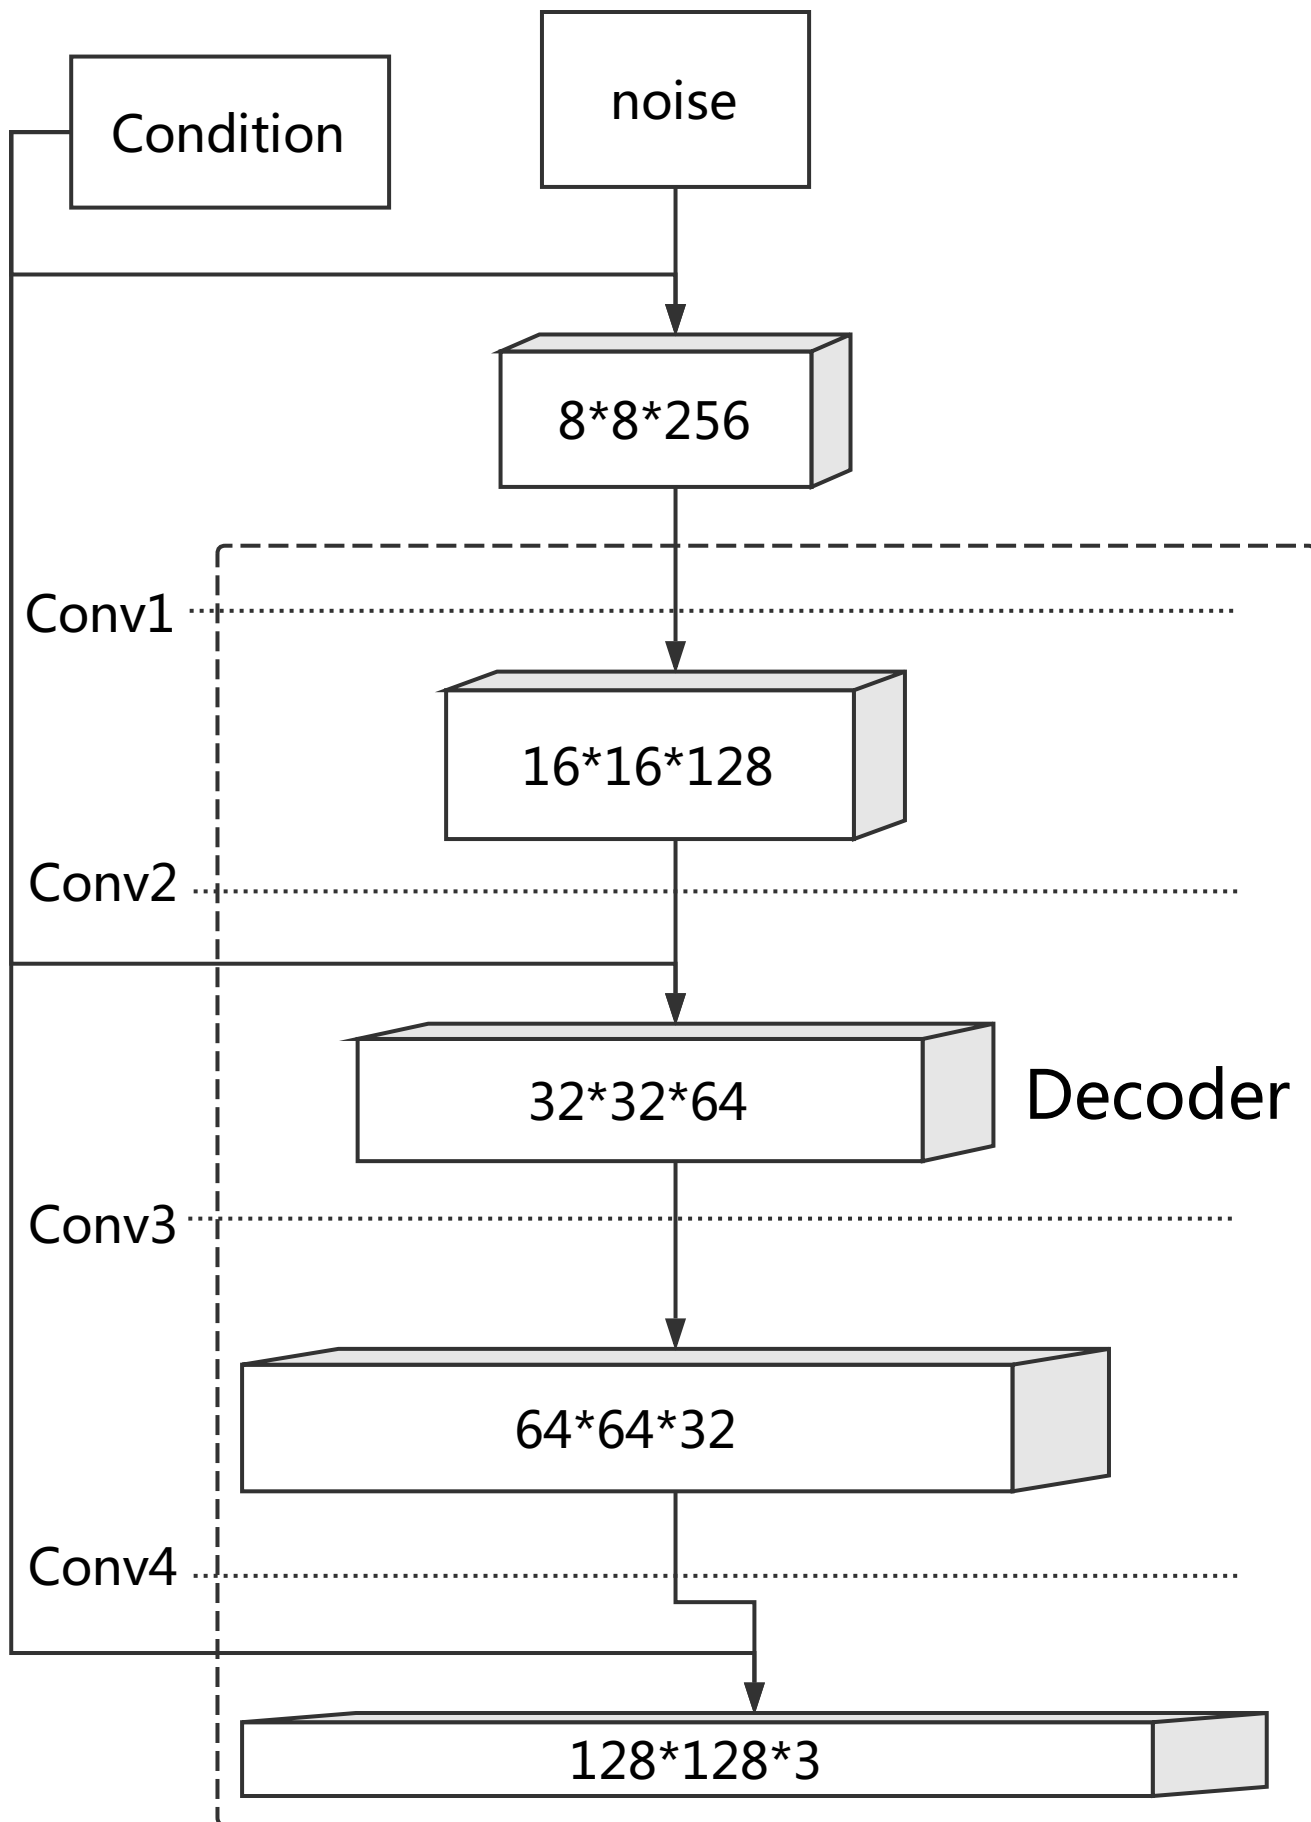 noise
Condition
8*8*256
Conv1
16*16*128
Conv2
32*32*64
Decoder
Conv3
64*64*32
Conv4
128*128*3